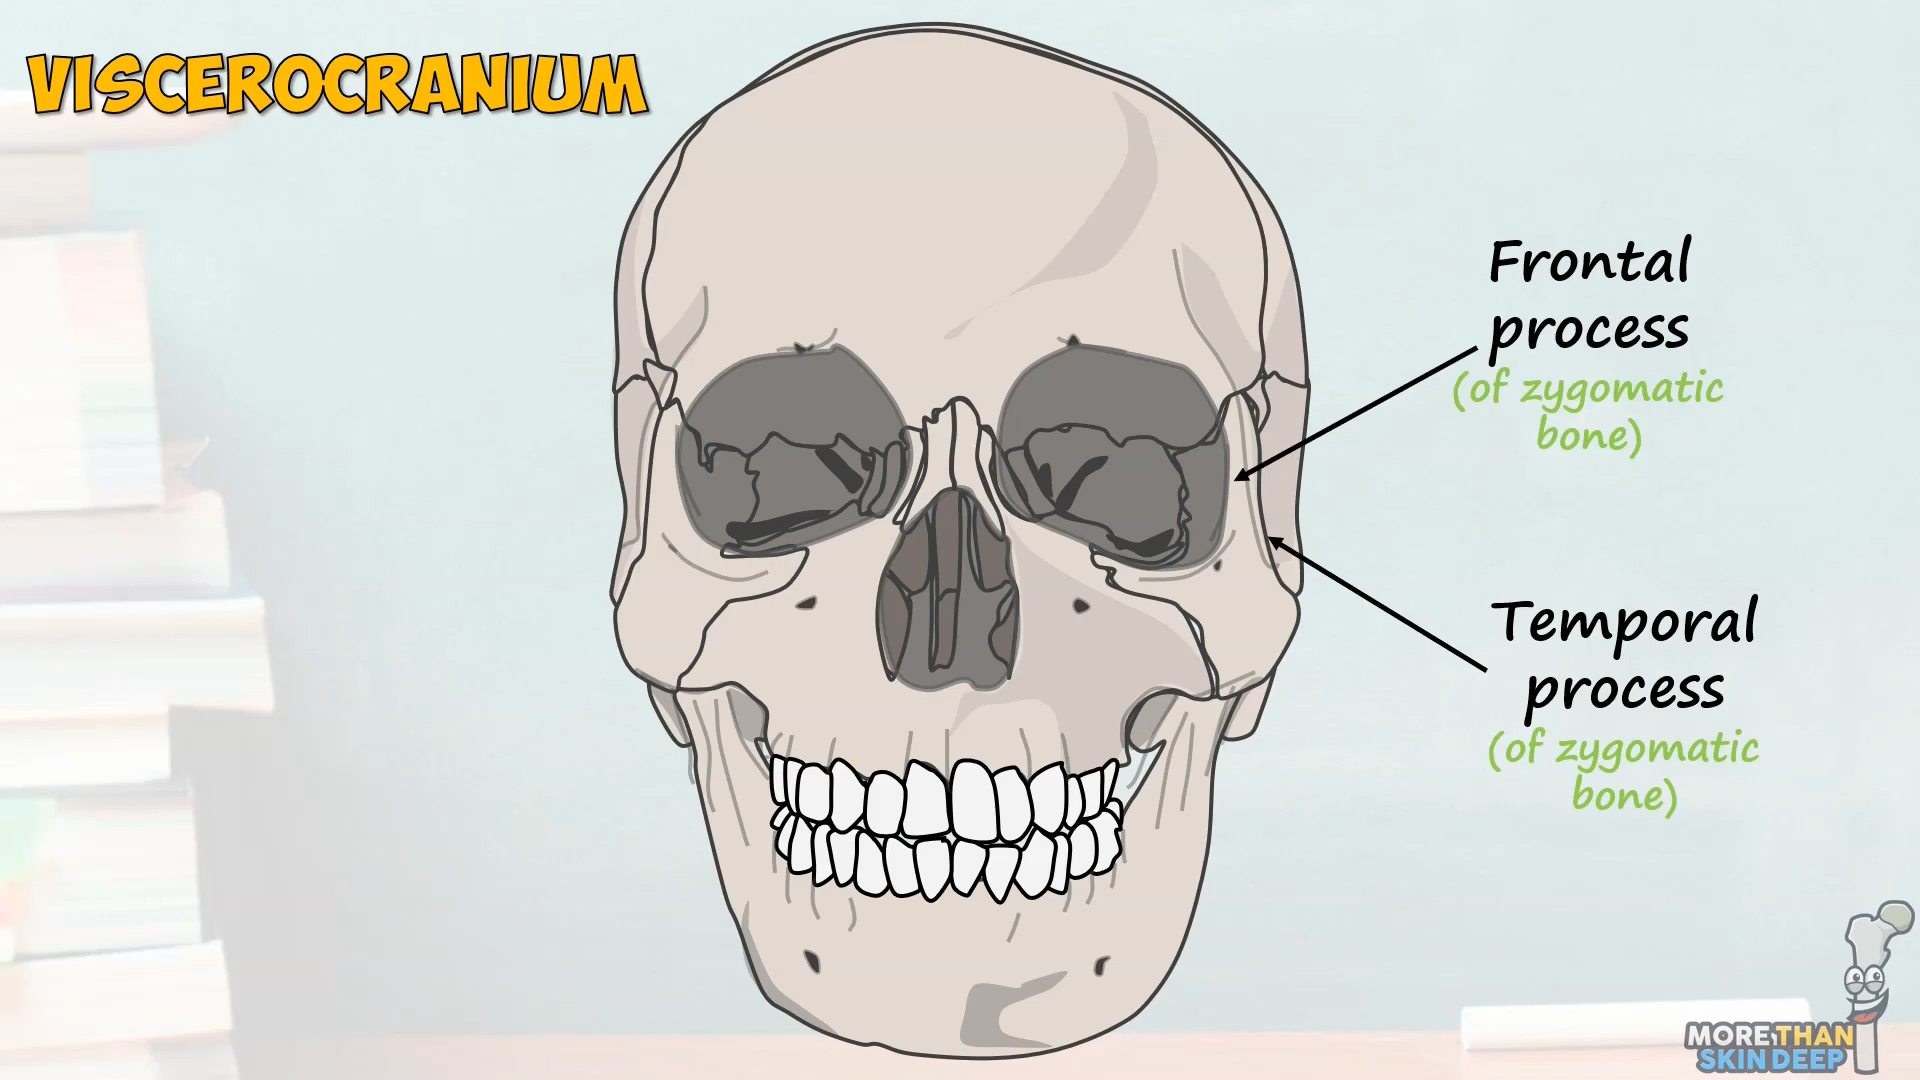 VISCEROCRANIUM
Frontal
process
(of zygomatic
bone)
Temporal
process
(of zygomatic
bone)
MORE THAN
SKIN DEEP